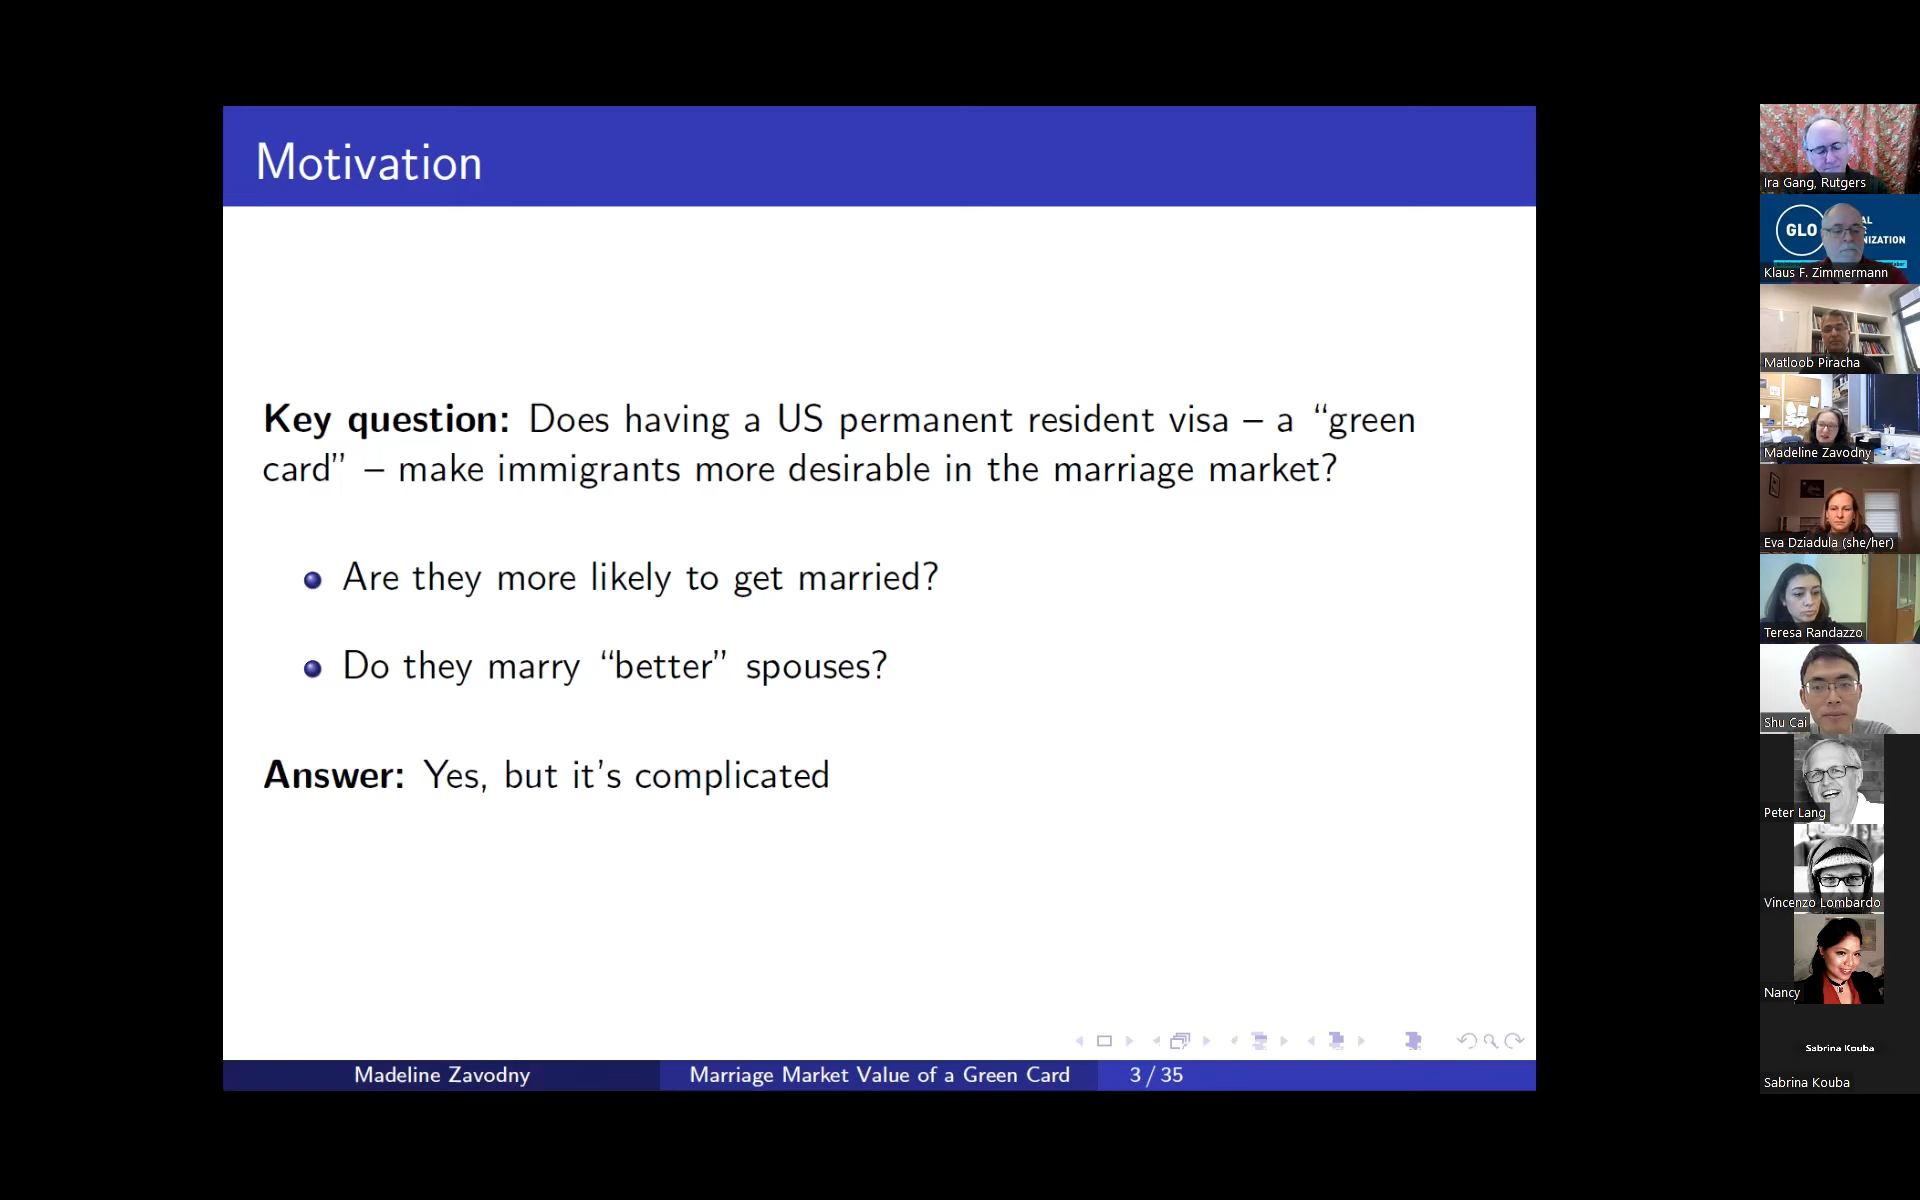 Motivation
Key question: Does having a US permanent resident visa – a “green
card” – make immigrants more desirable in the marriage market?
Are they more likely to get married?
Do they marry “better” spouses?
Answer: Yes, but it’s complicated
Madeline Zavodny
Marriage Market Value of a Green Card
3 / 35
Ira Gang, Rutgers
GLO
NIZATION
Klaus F. Zimmermann
Matloob Piracha
Madeline Zavodny
Eva Dziadula (she/her)
Teresa Randazzo
Shu Cai
Peter Lang
Vincenzo Lombardo
Nancy
Sabrina Kouba
Sabrina Kouba